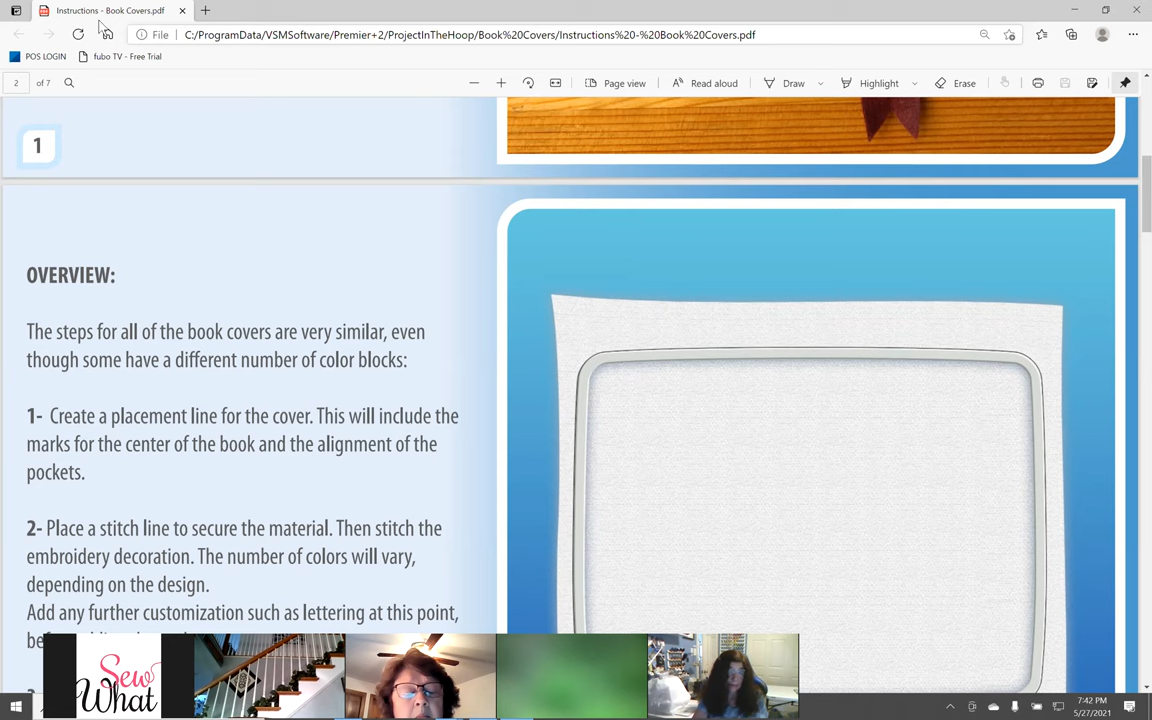 Instructions - Book Covers.pdf
File
C:/ProgramData/VSMSoftware/Premier+2/ProjectInTheHoop/Book%20Covers/Instructions%20-%20Book%20Covers.pdf
POS LOGIN
fubo TV - Free Trial
2 of 7
Page view
Read aloud
Draw
Highlight
Erase
1
OVERVIEW:
The steps for all of the book covers are very similar, even
though some have a different number of color blocks:
1- Create a placement line for the cover. This will include the
marks for the center of the book and the alignment of the
pockets.
2- Place a stitch line to secure the material. Then stitch the
embroidery decoration. The number of colors will vary,
depending on the design.
Add any further customization such as lettering at this point,
Sew
What
7:42 PM
5/27/2021